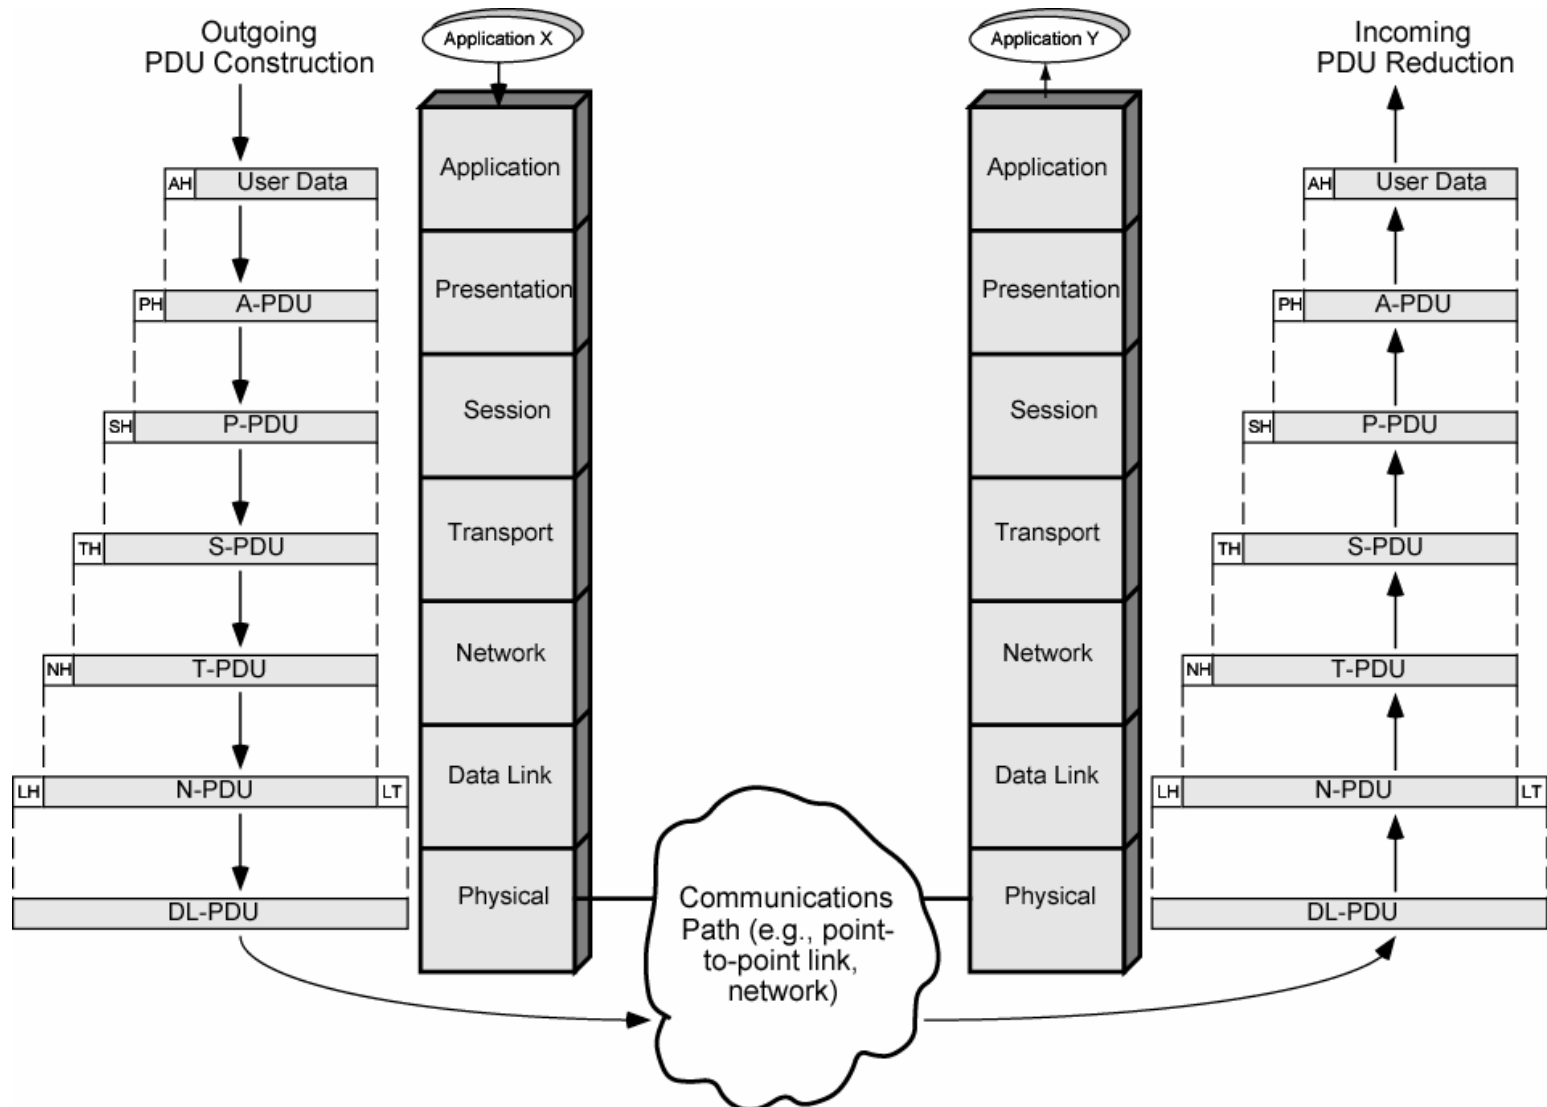 Outgoing
PDU Construction
Application X
Application Y
Incoming
PDU Reduction
AH User Data
Application
Application
AH User Data
PH A-PDU
Presentation
Presentation
PH A-PDU
SH P-PDU
Session
Session
SH P-PDU
TH S-PDU
Transport
Transport
TH S-PDU
NH T-PDU
Network
Network
NH T-PDU
LH N-PDU LT
Data Link
Data Link
LH N-PDU LT
DL-PDU
Physical
Communications
Path (e.g., point-
to-point link,
network)
Physical
DL-PDU